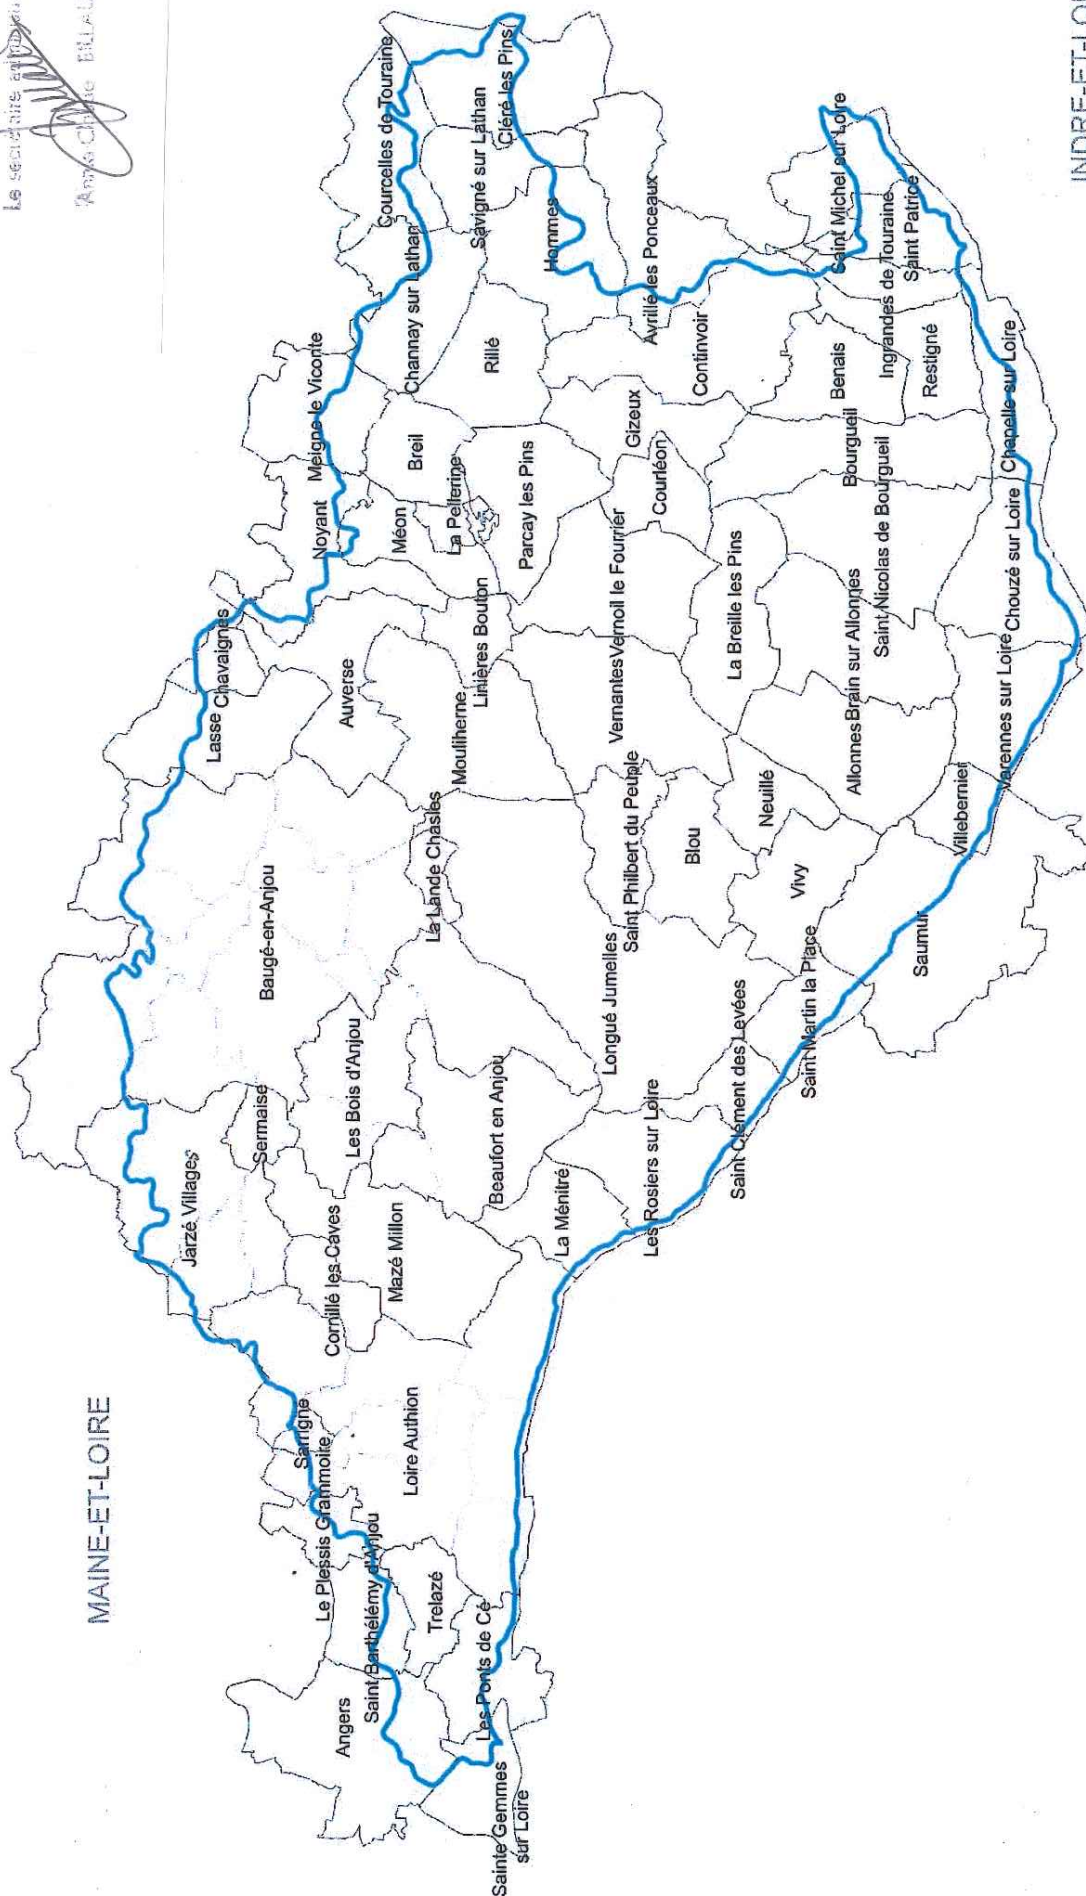 Le secrétaire
MAINE-ET-LOIRE
INDRE-ET-LOI
Angers
Sainte Gemmes
sur Loire
Les Ponts de Cé
Saint Barthélémy d'Anjou
Trelazé
Le Plessis Grammoire
Sarrigné
Loire Authion
Cornillé les Caves
Mazé Millon
Jarzé Villages
Sermaise
Les Bois d'Anjou
Beaufort en Anjou
La Ménitré
Les Rosiers sur Loire
Saint Clément des Levées
Saint Martin la Place
Longué Jumelles
Baugé-en-Anjou
La Lande Chasles
Saint Philbert du Peuple
Blou
Vivy
Neuillé
Saumur
Villebernier
Varennes sur Loire
Allonnes
Brain sur Allonges
La Breille les Pins
Vernantes
Vernoil le Fourrier
Mouliherne
Linières Bouton
Auverse
Lasse
Chavaignes
Noyant
Meigne le Viconte
Méon
La Pellerine
Breil
Parcay les Pins
Courléon
Gizeux
Rillé
Channay sur Lathan
Courcelles de Touraine
Savigné sur Lathan
Cléré les Pins
Hommes
Avrillé les Ponceaux
Continvoir
Benais
Bourgueil
Saint Nicolas de Bourgueil
Restigné
Ingrandes de Touraine
Saint Patrice
Saint Michel sur Loire
Chouzé sur Loire
Chapelle sur Loire